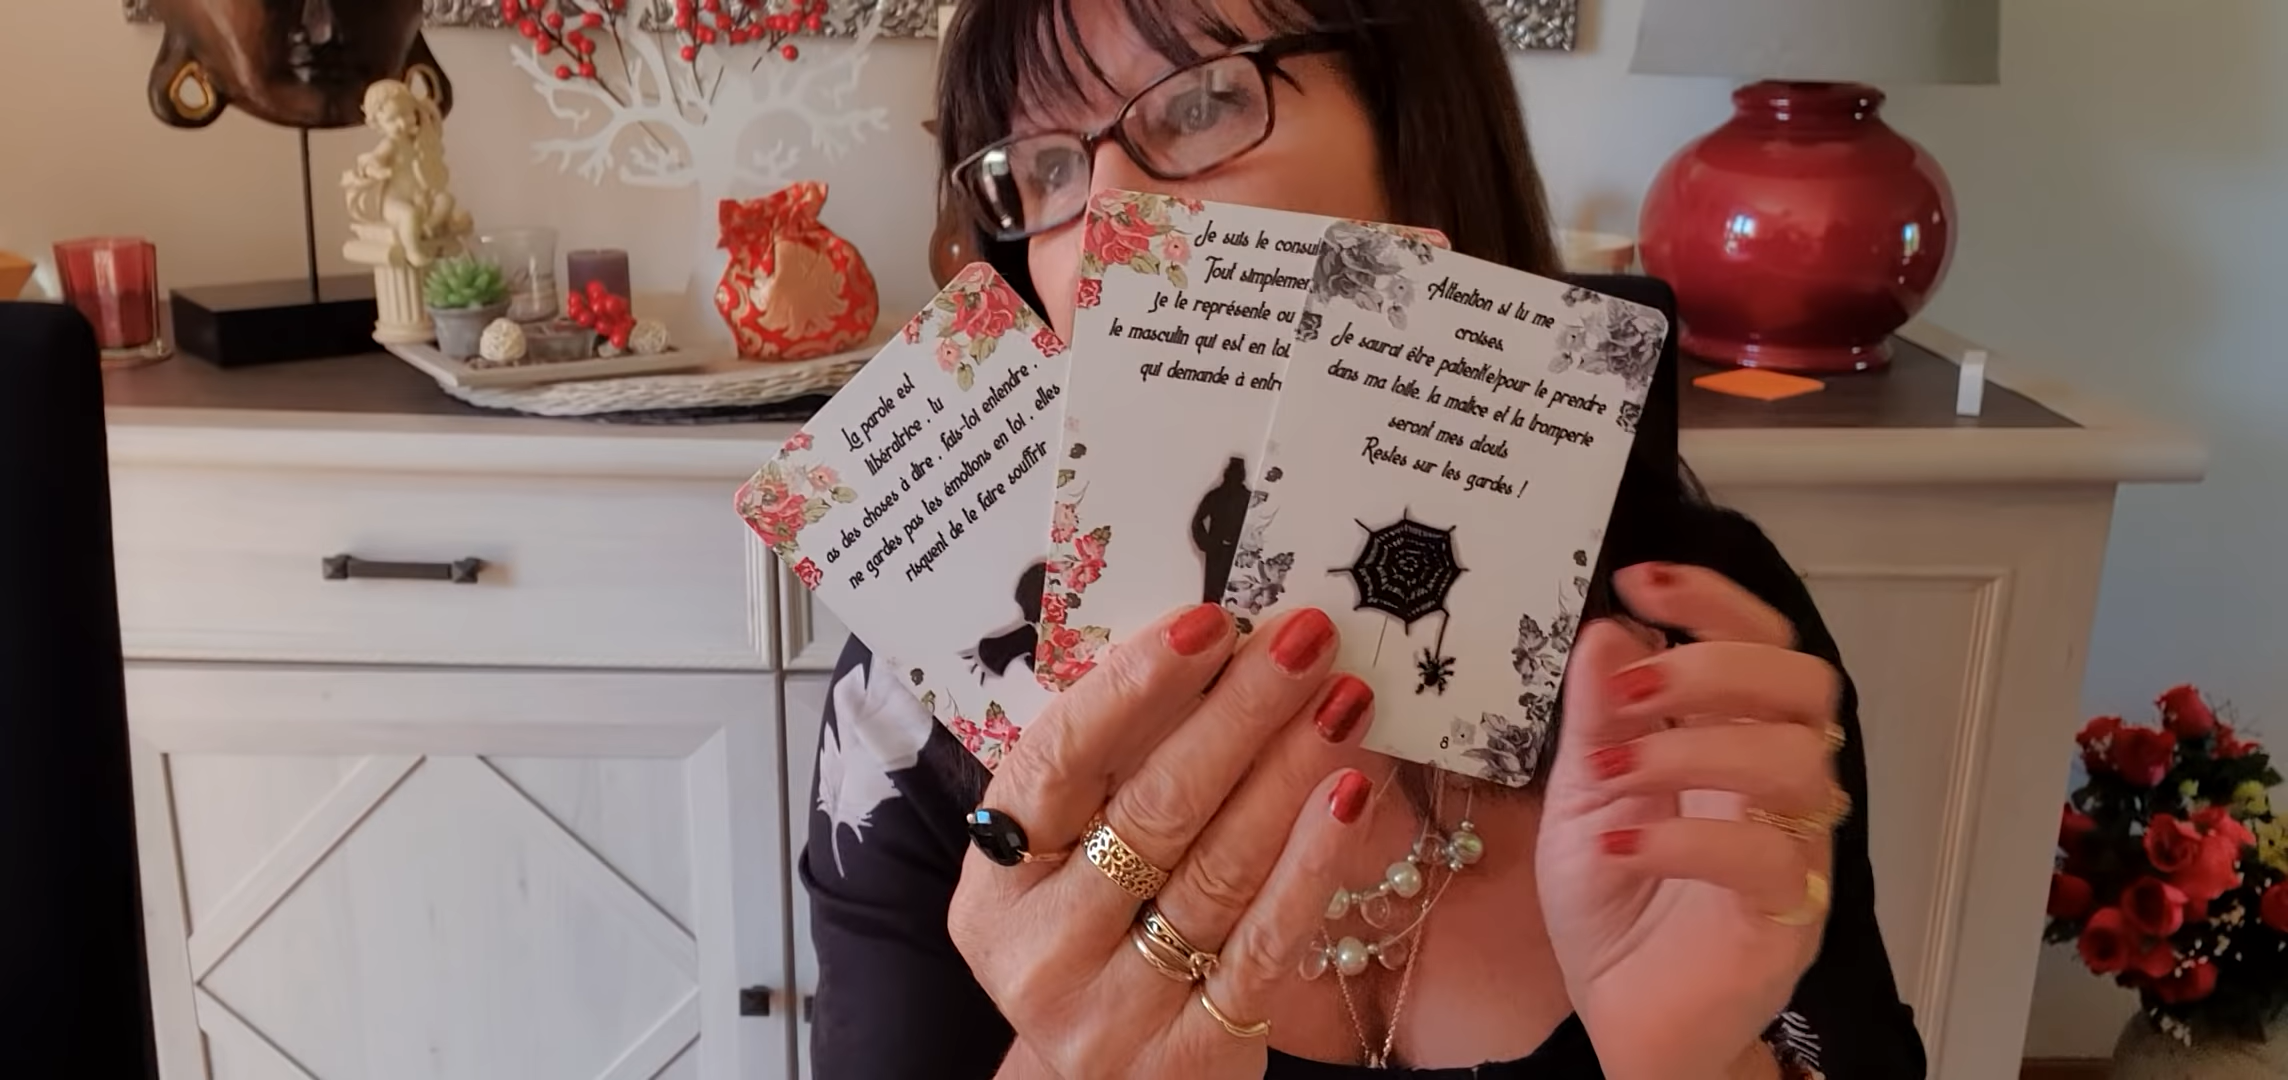 La parole est
libératrice . tu
as des choses à dire . fais-toi entendre .
ne gardes pas les émotions en toi . elles
risquent de te faire souffrir
Je suis le consul
Tout simplemen
Je te représente ou
le masculin qui est en toi
qui demande à entr
Attention si tu me
croises,
Je saurai être patient(e)pour te prendre
dans ma toile, la malice et la tromperie
seront mes atouts
Restes sur tes gardes !
8